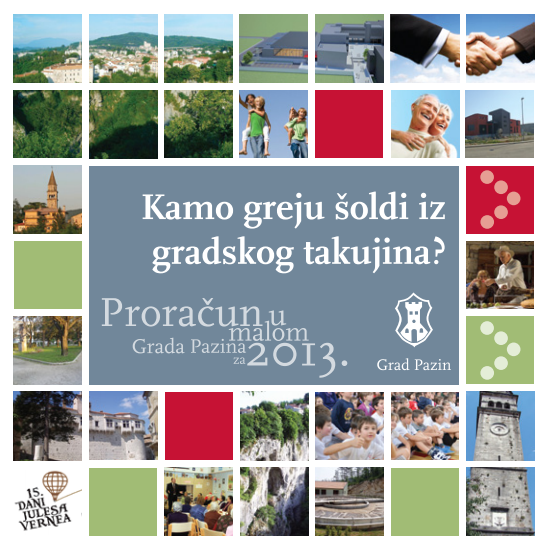 Kamo greju šoldi iz
gradskog takujina?
Proračun u
malom
Grada Pazina
za 2013.
Grad Pazin
15.
DANI
JULESA
VERNEA